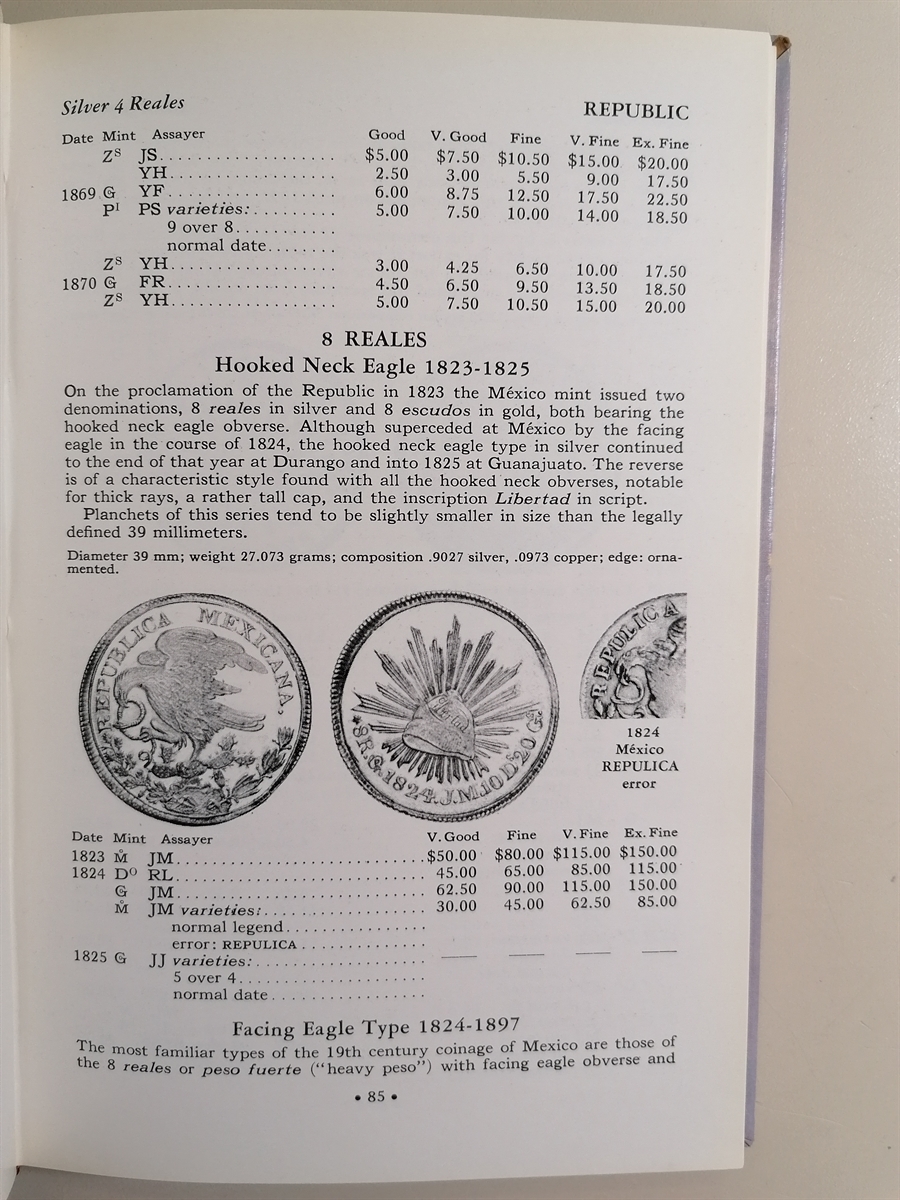 Silver 4 Reales REPUBLIC
Date Mint Assayer Good V. Good Fine V. Fine Ex. Fine
Zˢ JS................... $5.00 $7.50 $10.50 $15.00 $20.00
YH.................. 2.50 3.00 5.50 9.00 17.50
1869 G YF.................. 6.00 8.75 12.50 17.50 22.50
Pᴵ PS varieties:.......... 5.00 7.50 10.00 14.00 18.50
9 over 8...........
normal date........
Zˢ YH.................. 3.00 4.25 6.50 10.00 17.50
1870 G FR.................. 4.50 6.50 9.50 13.50 18.50
Zˢ YH.................. 5.00 7.50 10.50 15.00 20.00
8 REALES
Hooked Neck Eagle 1823-1825
On the proclamation of the Republic in 1823 the México mint issued two
denominations, 8 reales in silver and 8 escudos in gold, both bearing the
hooked neck eagle obverse. Although superceded at México by the facing
eagle in the course of 1824, the hooked neck eagle type in silver continued
to the end of that year at Durango and into 1825 at Guanajuato. The reverse
is of a characteristic style found with all the hooked neck obverses, notable
for thick rays, a rather tall cap, and the inscription Libertad in script.
Planchets of this series tend to be slightly smaller in size than the legally
defined 39 millimeters.
Diameter 39 mm; weight 27.073 grams; composition .9027 silver, .0973 copper; edge: orna-
mented.
REPUBLICA MEXICANA.
Libertad
8R.G.1824.J.M.10Dˢ20Gˢ
REPULICA
1824
México
REPULICA
error
Date Mint Assayer V. Good Fine V. Fine Ex. Fine
1823 M̊ JM............................$50.00 $80.00 $115.00 $150.00
1824 Dᴼ RL............................ 45.00 65.00 85.00 115.00
G JM............................ 62.50 90.00 115.00 150.00
M̊ JM varieties:.................. 30.00 45.00 62.50 85.00
normal legend................
error: REPULICA..............
1825 G JJ varieties:................... —— —— —— ——
5 over 4......................
normal date..................
Facing Eagle Type 1824-1897
The most familiar types of the 19th century coinage of Mexico are those of
the 8 reales or peso fuerte (“heavy peso”) with facing eagle obverse and
• 85 •